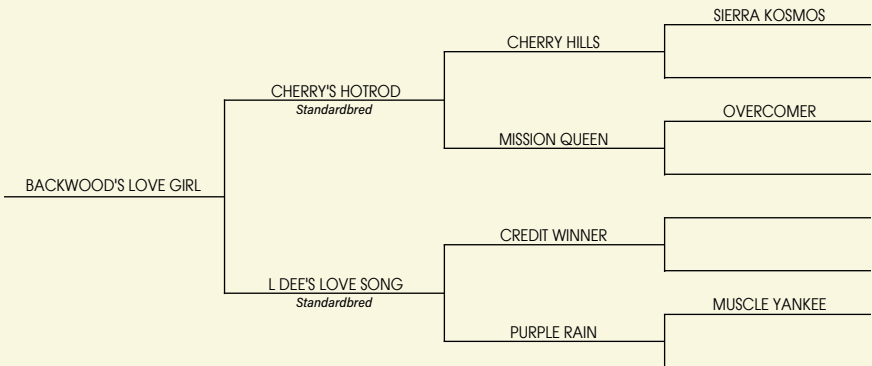 SIERRA KOSMOS
CHERRY HILLS
CHERRY'S HOTROD
Standardbred
OVERCOMER
MISSION QUEEN
BACKWOOD'S LOVE GIRL
CREDIT WINNER
L DEE'S LOVE SONG
Standardbred
MUSCLE YANKEE
PURPLE RAIN